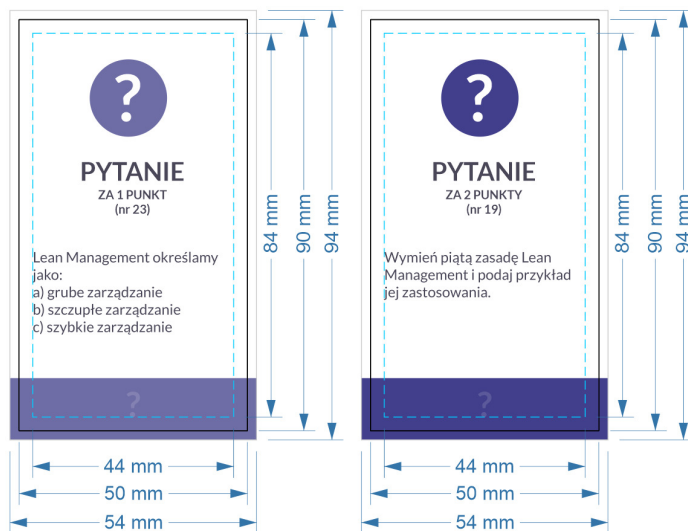 ?
PYTANIE
ZA 1 PUNKT
(nr 23)
Lean Management określamy
jako:
a) grube zarządzanie
b) szczupłe zarządzanie
c) szybkie zarządzanie
?
84 mm
90 mm
94 mm
44 mm
50 mm
54 mm
?
PYTANIE
ZA 2 PUNKTY
(nr 19)
Wymień piątą zasadę Lean
Management i podaj przykład
jej zastosowania.
?
84 mm
90 mm
94 mm
44 mm
50 mm
54 mm